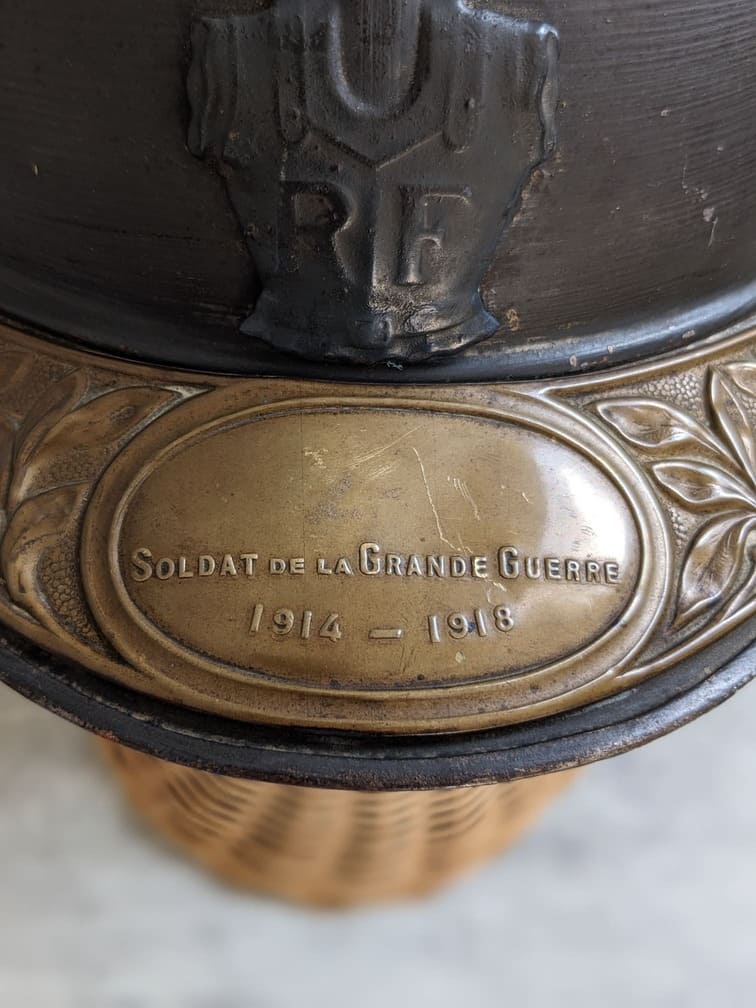 RF
SOLDAT DE LA GRANDE GUERRE
1914 – 1918